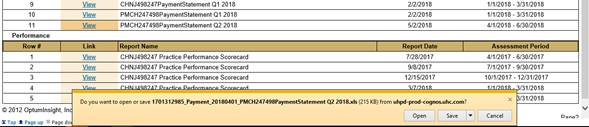 9 View CHNJ498247PaymentStatement Q1 2018 2/2/2018 1/1/2018 - 3/31/2018
10 View PMCH247498PaymentStatement Q1 2018 2/2/2018 1/1/2018 - 3/31/2018
11 View PMCH247498PaymentStatement Q2 2018 5/2/2018 4/1/2018 - 6/30/2018
Performance
Row # Link Report Name Report Date Assessment Period
1 View CHNJ498247 Practice Performance Scorecard 7/28/2017 4/1/2017 - 6/30/2017
2 View CHNJ498247 Practice Performance Scorecard 9/8/2017 7/1/2017 - 9/30/2017
3 View CHNJ498247 Practice Performance Scorecard 12/15/2017 10/1/2017 - 12/31/2017
4 View CHNJ498247 Practice Performance Scorecard 3/7/2018 1/1/2018 - 3/31/2018
5
Do you want to open or save 1701312985_Payment_20180401_PMCH247498PaymentStatement Q2 2018.xls (215 KB) from uhpd-prod-cognos.uhc.com?
Open Save Cancel
© 2012 OptumInsight, Inc
Top Page up Page do